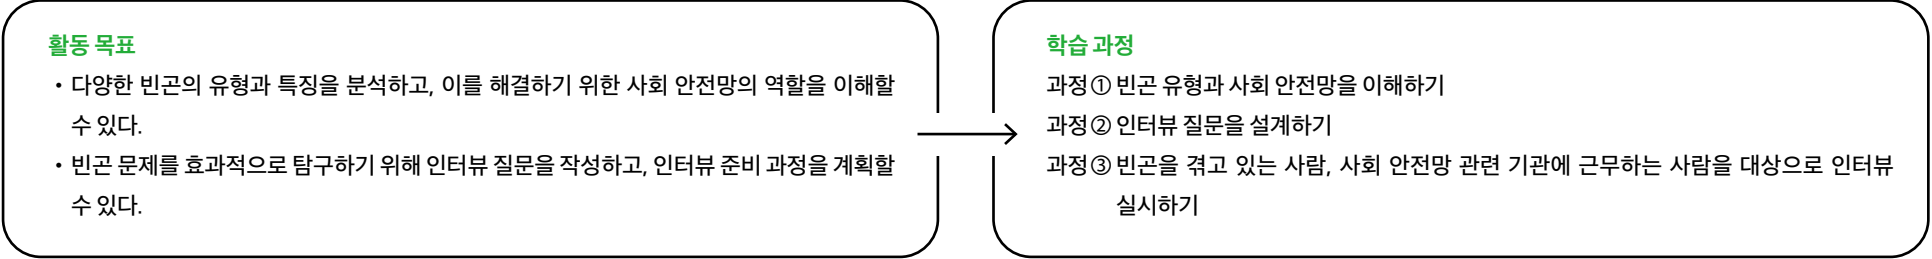 활동 목표
• 다양한 빈곤의 유형과 특징을 분석하고, 이를 해결하기 위한 사회 안전망의 역할을 이해할
수 있다.
• 빈곤 문제를 효과적으로 탐구하기 위해 인터뷰 질문을 작성하고, 인터뷰 준비 과정을 계획할
수 있다.
학습 과정
과정① 빈곤 유형과 사회 안전망을 이해하기
과정② 인터뷰 질문을 설계하기
과정③ 빈곤을 겪고 있는 사람, 사회 안전망 관련 기관에 근무하는 사람을 대상으로 인터뷰
실시하기